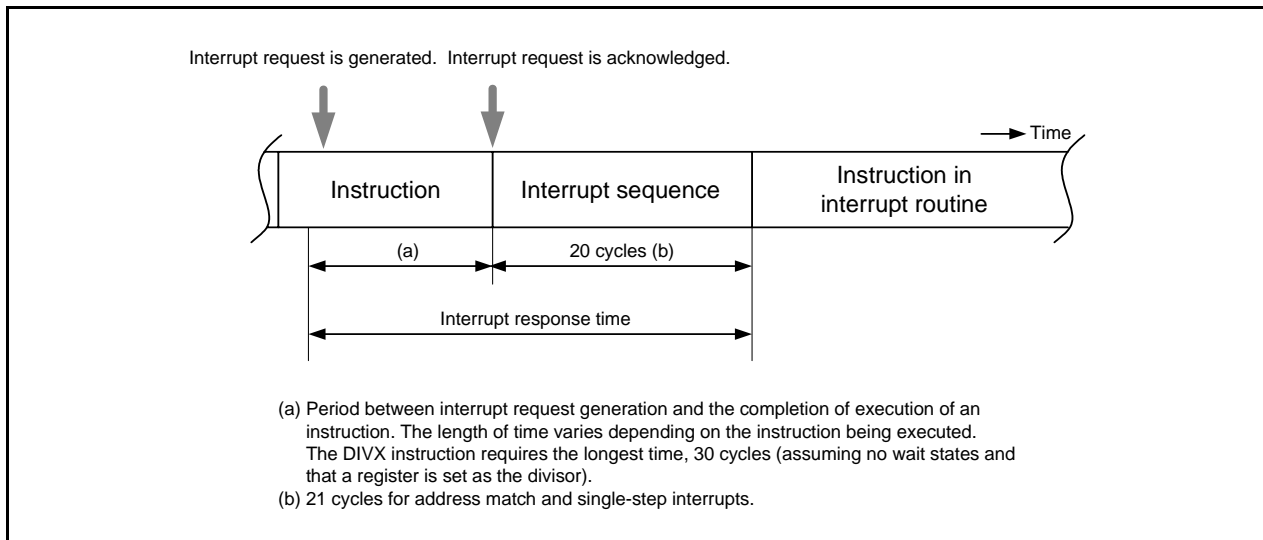 Interrupt request is generated. Interrupt request is acknowledged.
Time
Instruction
Interrupt sequence
Instruction in
interrupt routine
(a)
20 cycles (b)
Interrupt response time
(a) Period between interrupt request generation and the completion of execution of an
instruction. The length of time varies depending on the instruction being executed.
The DIVX instruction requires the longest time, 30 cycles (assuming no wait states and
that a register is set as the divisor).
(b) 21 cycles for address match and single-step interrupts.